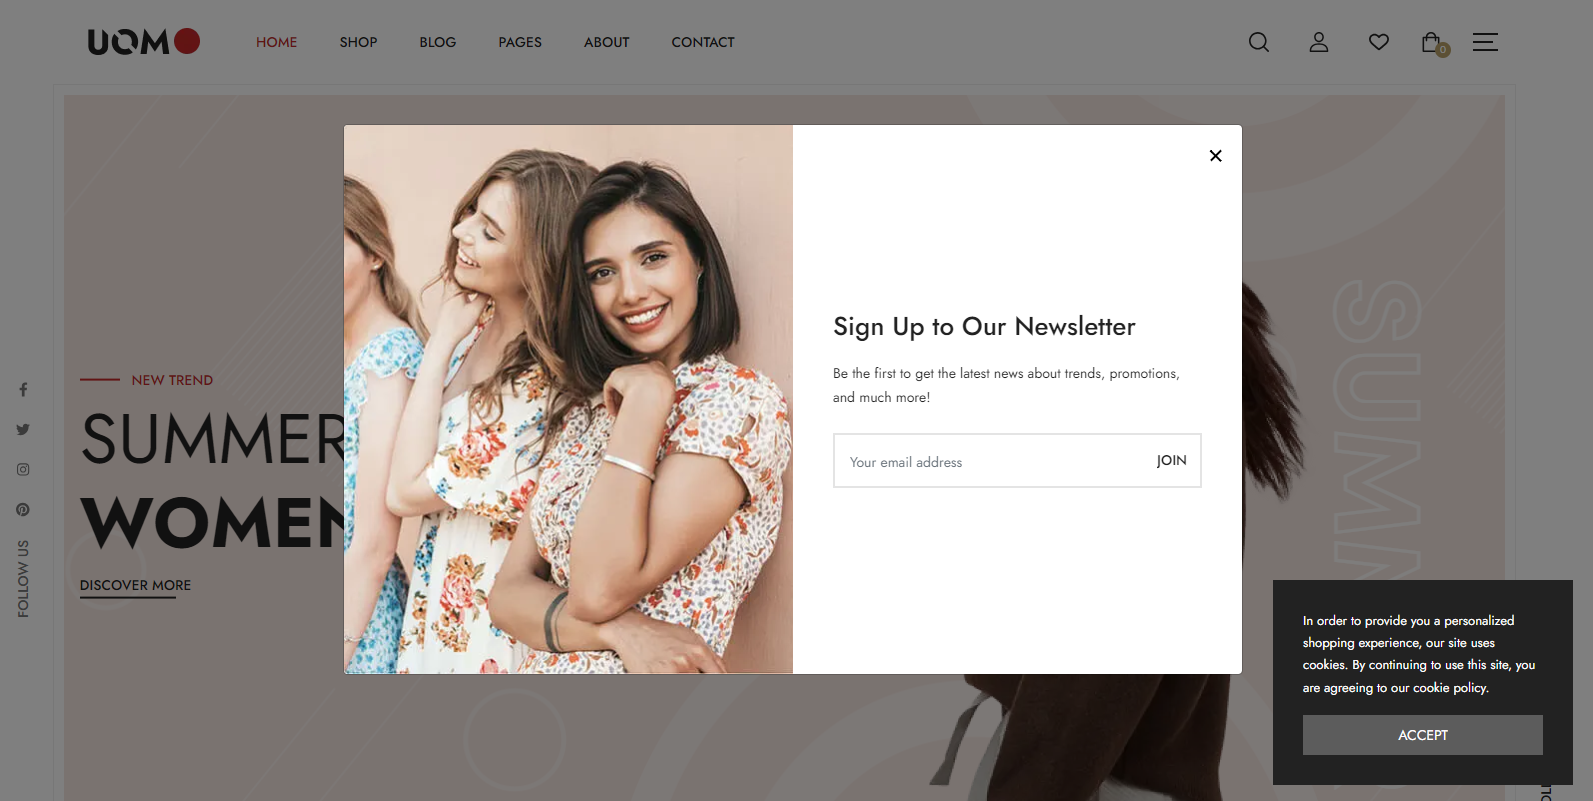 UOMO
HOME
SHOP
BLOG
PAGES
ABOUT
CONTACT
0
NEW TREND
SUMMER
WOMEN
DISCOVER MORE
FOLLOW US
SUMM
Sign Up to Our Newsletter
Be the first to get the latest news about trends, promotions,
and much more!
Your email address
JOIN
In order to provide you a personalized
shopping experience, our site uses
cookies. By continuing to use this site, you
are agreeing to our cookie policy.
ACCEPT